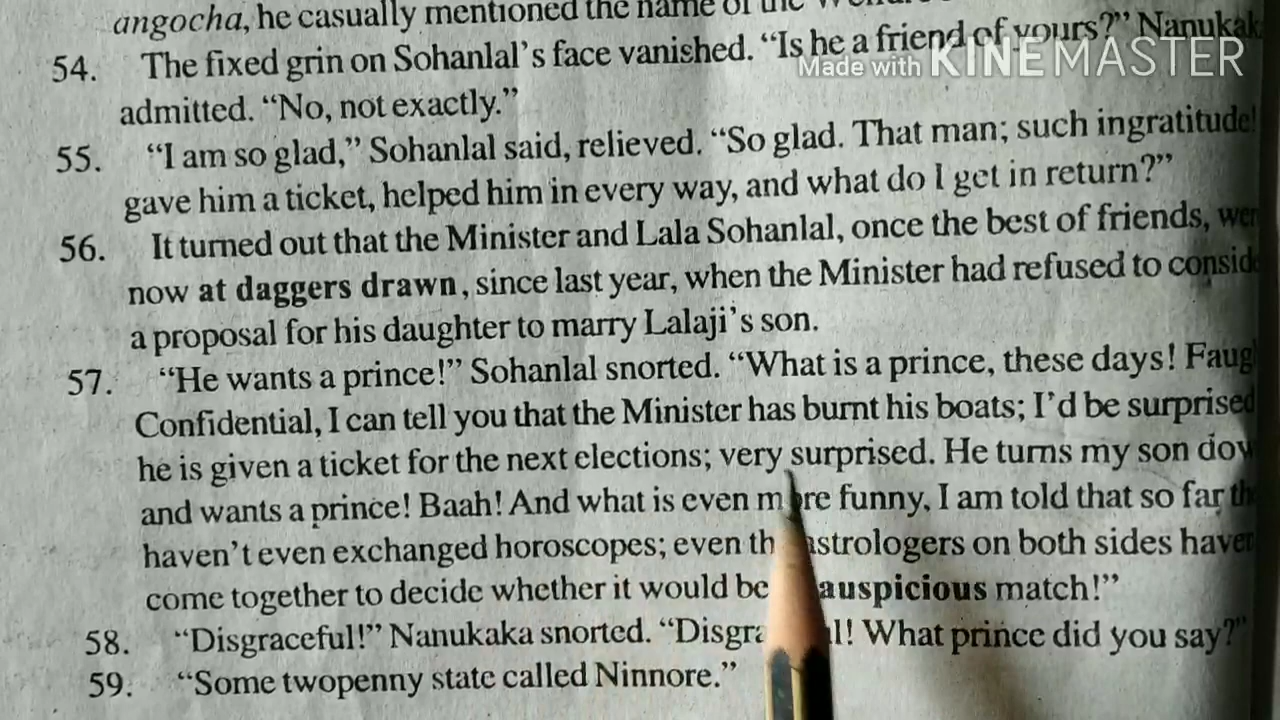 angocha, he casually mentioned the name of the
54. The fixed grin on Sohanlal's face vanished. "Is he a friend of yours?" Nanukak
admitted. "No, not exactly."
55. "I am so glad," Sohanlal said, relieved. "So glad. That man; such ingratitude!
gave him a ticket, helped him in every way, and what do I get in return?"
56. It turned out that the Minister and Lala Sohanlal, once the best of friends, wer
now at daggers drawn, since last year, when the Minister had refused to consid
a proposal for his daughter to marry Lalaji's son.
57. "He wants a prince!" Sohanlal snorted. "What is a prince, these days! Faug
Confidential, I can tell you that the Minister has burnt his boats; I'd be surprised
he is given a ticket for the next elections; very surprised. He turns my son dow
and wants a prince! Baah! And what is even more funny, I am told that so far th
haven't even exchanged horoscopes; even th astrologers on both sides haven
come together to decide whether it would be auspicious match!"
58. "Disgraceful!" Nanukaka snorted. "Disgra l! What prince did you say?"
59. "Some twopenny state called Ninnore."
Made with KINEMASTER